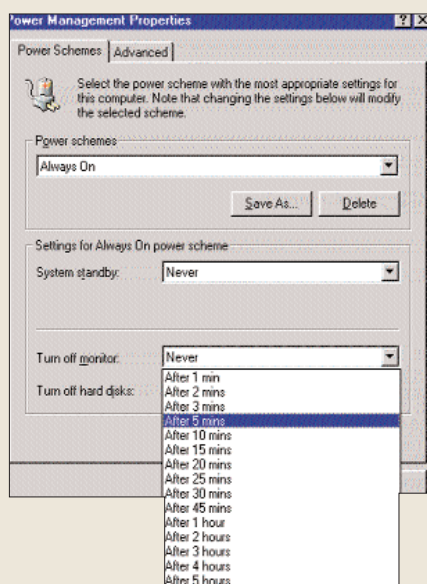 Power Management Properties
Power Schemes
Advanced
Select the power scheme with the most appropriate settings for
this computer. Note that changing the settings below will modify
the selected scheme.
Power schemes
Always On
Save As...
Delete
Settings for Always On power scheme
System standby:
Never
Turn off monitor:
Never
Turn off hard disks:
After 1 min
After 2 mins
After 3 mins
After 5 mins
After 10 mins
After 15 mins
After 20 mins
After 25 mins
After 30 mins
After 45 mins
After 1 hour
After 2 hours
After 3 hours
After 4 hours
After 5 hours